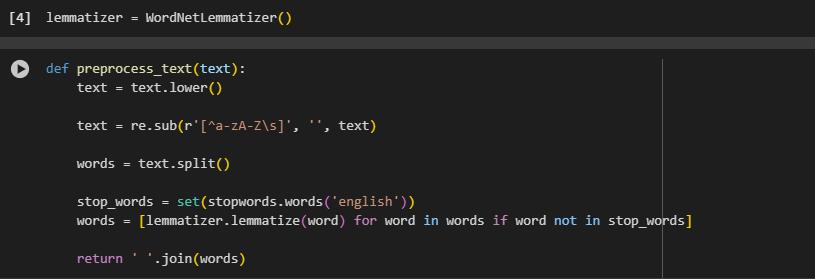 [4] lemmatizer = WordNetLemmatizer()
def preprocess_text(text):
    text = text.lower()
    text = re.sub(r'[^a-zA-Z\s]', '', text)
    words = text.split()
    stop_words = set(stopwords.words('english'))
    words = [lemmatizer.lemmatize(word) for word in words if word not in stop_words]
    return ' '.join(words)